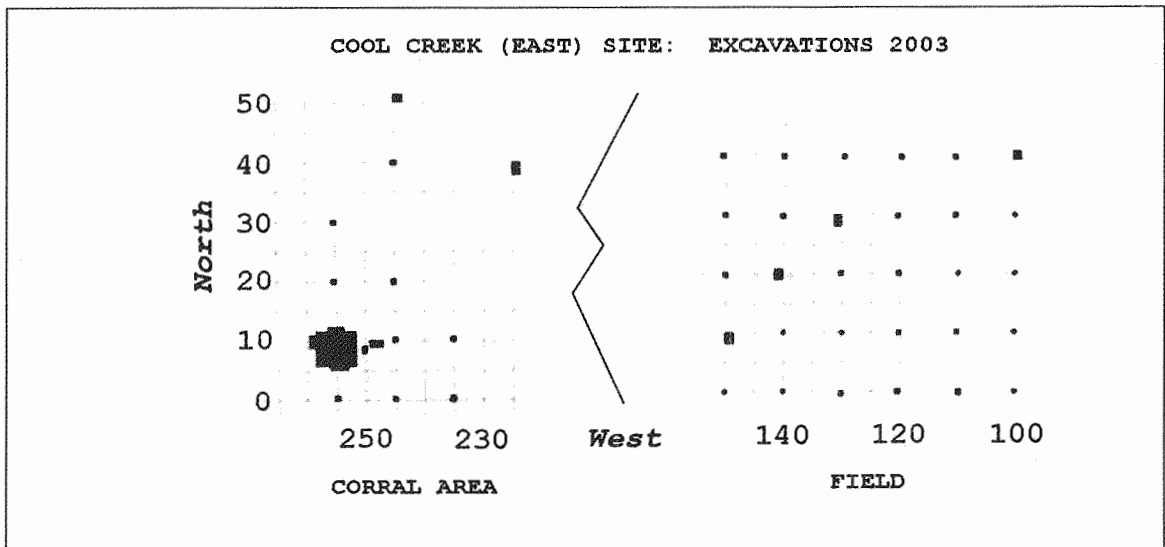 COOL CREEK (EAST) SITE: EXCAVATIONS 2003
50
40
30
20
10
0
North
250 230 West 140 120 100
CORRAL AREA FIELD